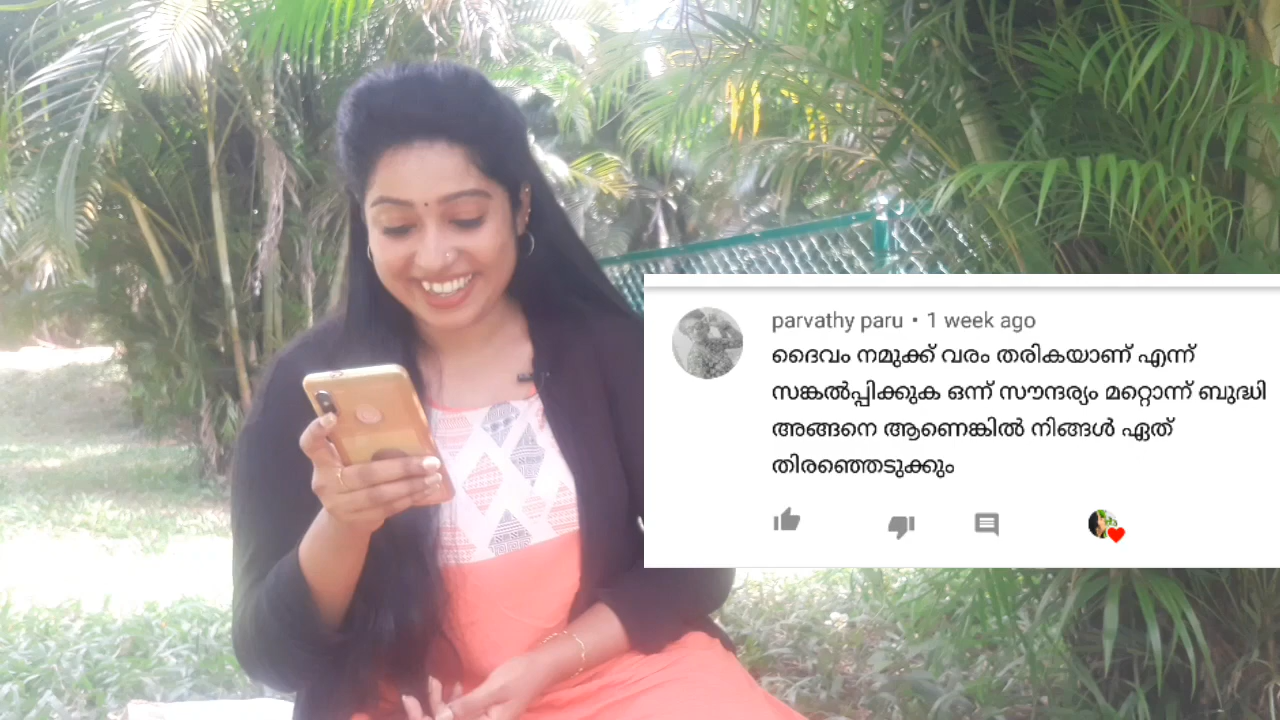 parvathy paru • 1 week ago
ദൈവം നമുക്ക് വരം തരികയാണ് എന്ന്
സങ്കൽപ്പിക്കുക ഒന്ന് സൗന്ദര്യം മറ്റൊന്ന് ബുദ്ധി
അങ്ങനെ ആണെങ്കിൽ നിങ്ങൾ ഏത്
തിരഞ്ഞെടുക്കും